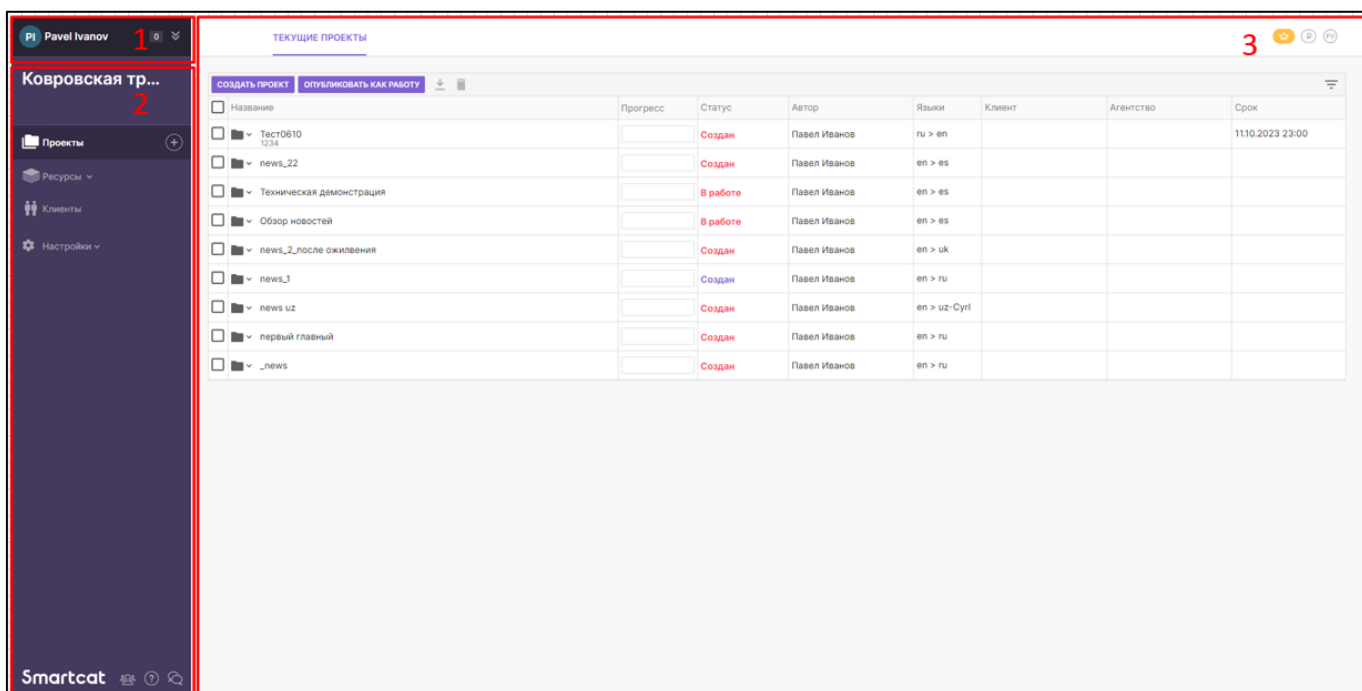 PI Pavel Ivanov 1 0
ТЕКУЩИЕ ПРОЕКТЫ
3 ₽ РУ
Ковровская тр...
2
Проекты
Ресурсы
Клиенты
Настройки
Smartcat ?
СОЗДАТЬ ПРОЕКТ ОПУБЛИКОВАТЬ КАК РАБОТУ
Название Прогресс Статус Автор Языки Клиент Агентство Срок
Тест0610 Создан Павел Иванов ru > en 11.10.2023 23:00
1234
news_22 Создан Павел Иванов en > es
Техническая демонстрация В работе Павел Иванов en > es
Обзор новостей В работе Павел Иванов en > es
news_2_после ожилвения Создан Павел Иванов en > uk
news_1 Создан Павел Иванов en > ru
news uz Создан Павел Иванов en > uz-Cyrl
первый главный Создан Павел Иванов en > ru
_news Создан Павел Иванов en > ru